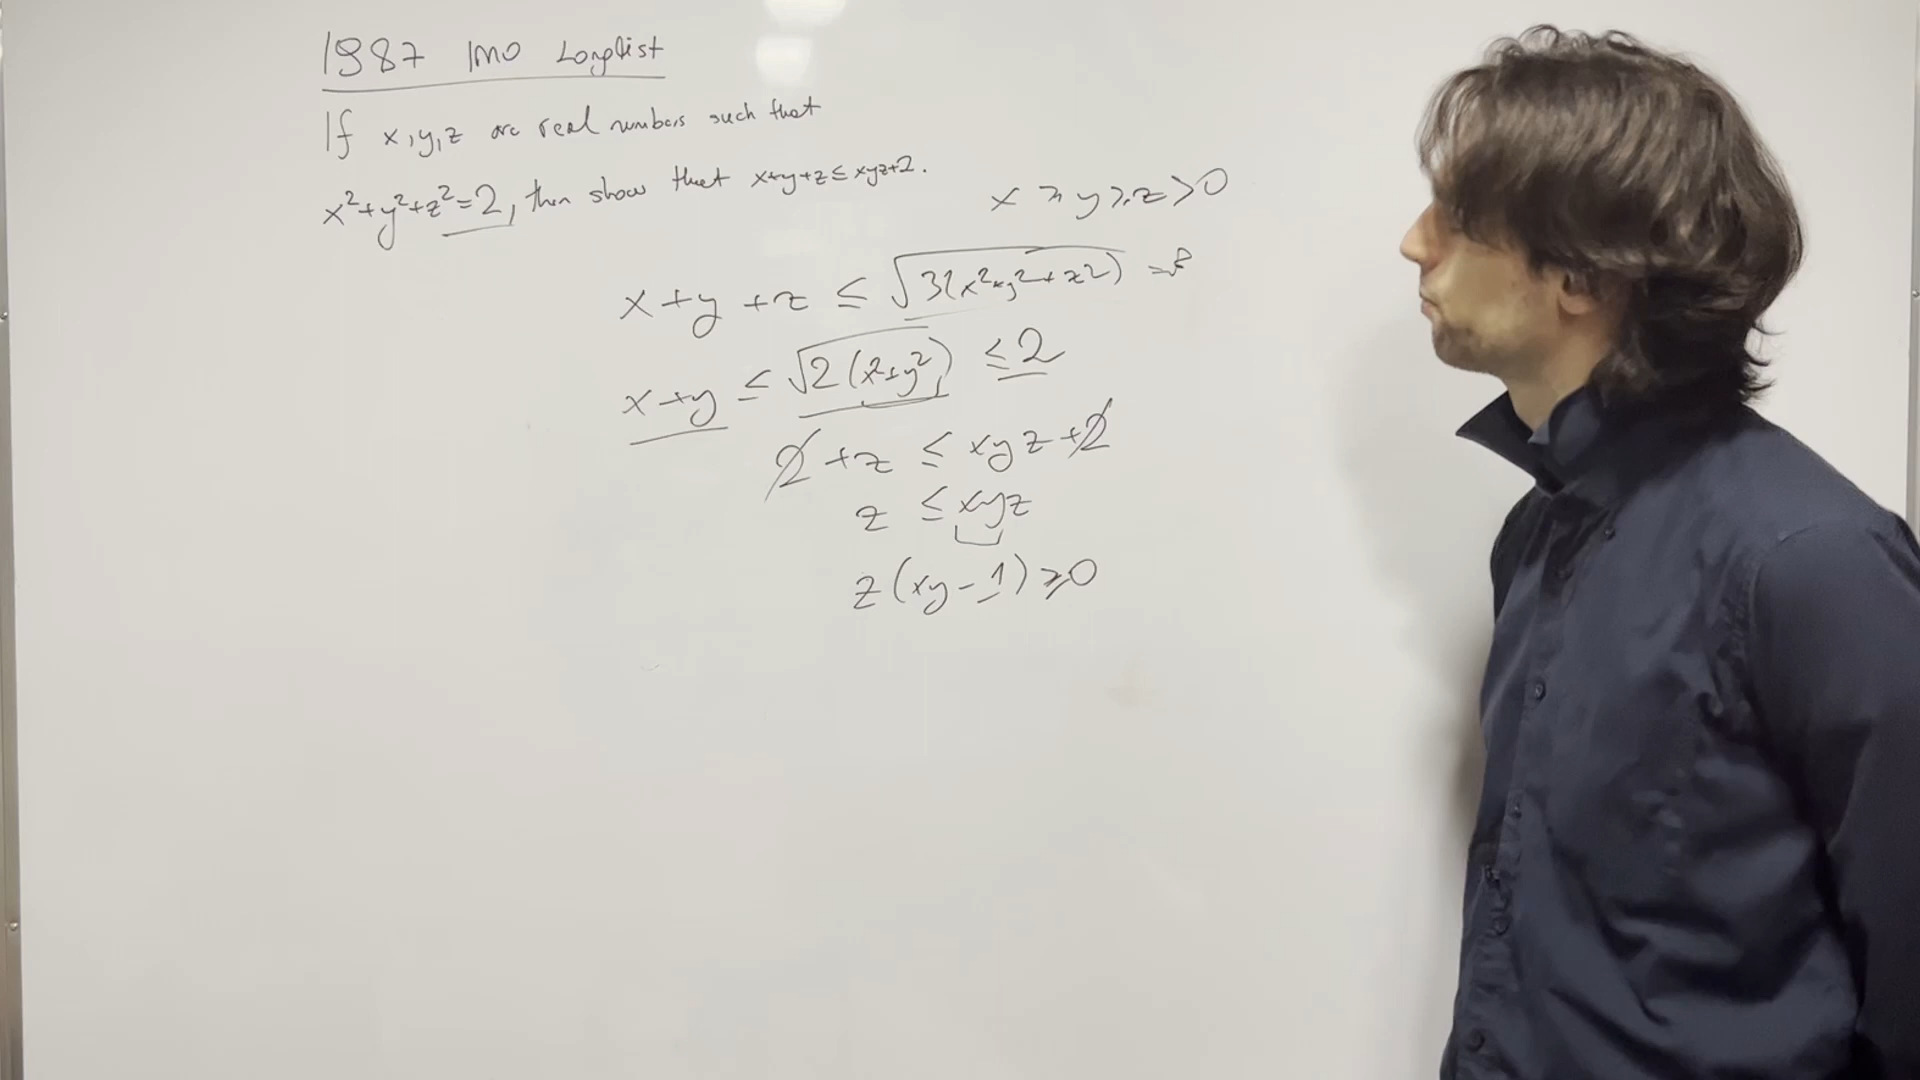 1987 IMO Longlist
If x, y, z are real numbers such that
x²+y²+z²=2, then show that x+y+z ≤ xyz+2.
x ≥ y ≥ z > 0
x + y + z ≤ √3(x²+y²+z²)
x + y ≤ √2(x²+y²) ≤ 2
2 + z ≤ xyz + 2
z ≤ xyz
z(xy - 1) ≥ 0